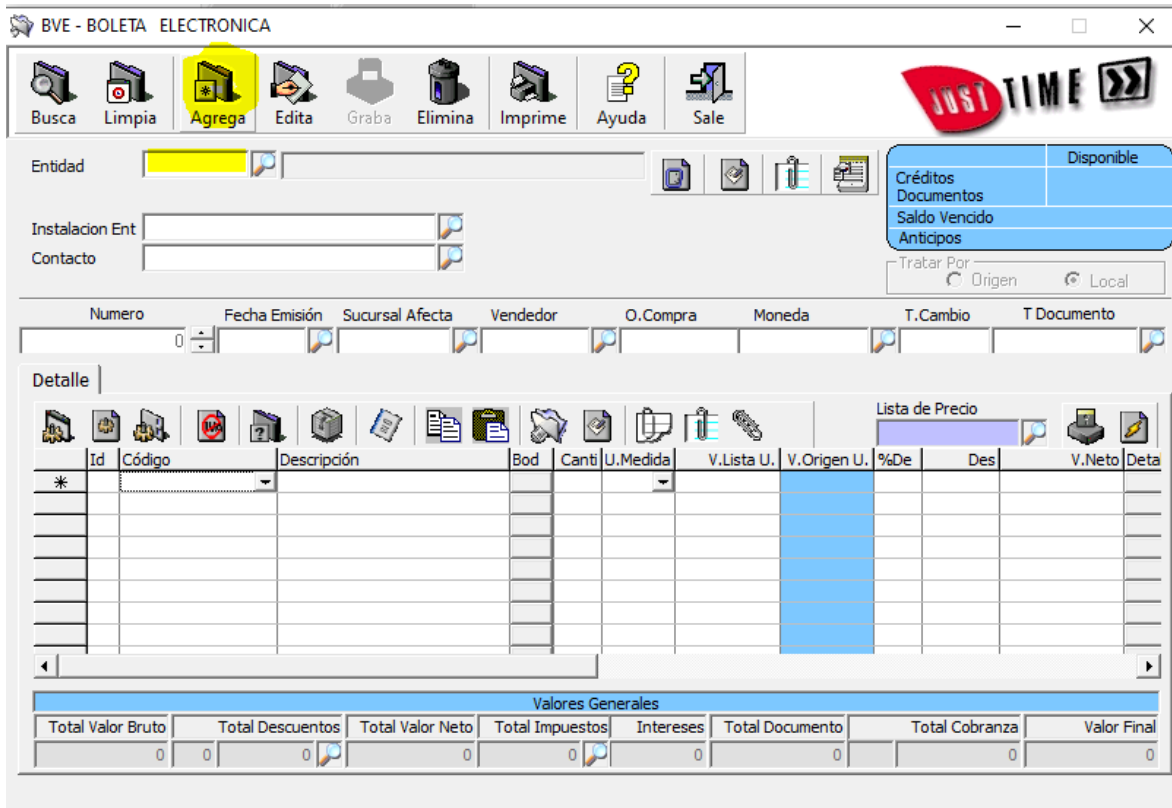 BVE - BOLETA ELECTRONICA
Busca Limpia Agrega Edita Graba Elimina Imprime Ayuda Sale
JUST TIME
Entidad
Disponible
Créditos
Documentos
Saldo Vencido
Anticipos
Instalacion Ent
Contacto
Tratar Por
Origen Local
Numero Fecha Emisión Sucursal Afecta Vendedor O.Compra Moneda T.Cambio T Documento
0
Detalle
Lista de Precio
Id Código Descripción Bod Canti U.Medida V.Lista U. V.Origen U. %De Des V.Neto Deta
Valores Generales
Total Valor Bruto Total Descuentos Total Valor Neto Total Impuestos Intereses Total Documento Total Cobranza Valor Final
0 0 0 0 0 0 0 0 0